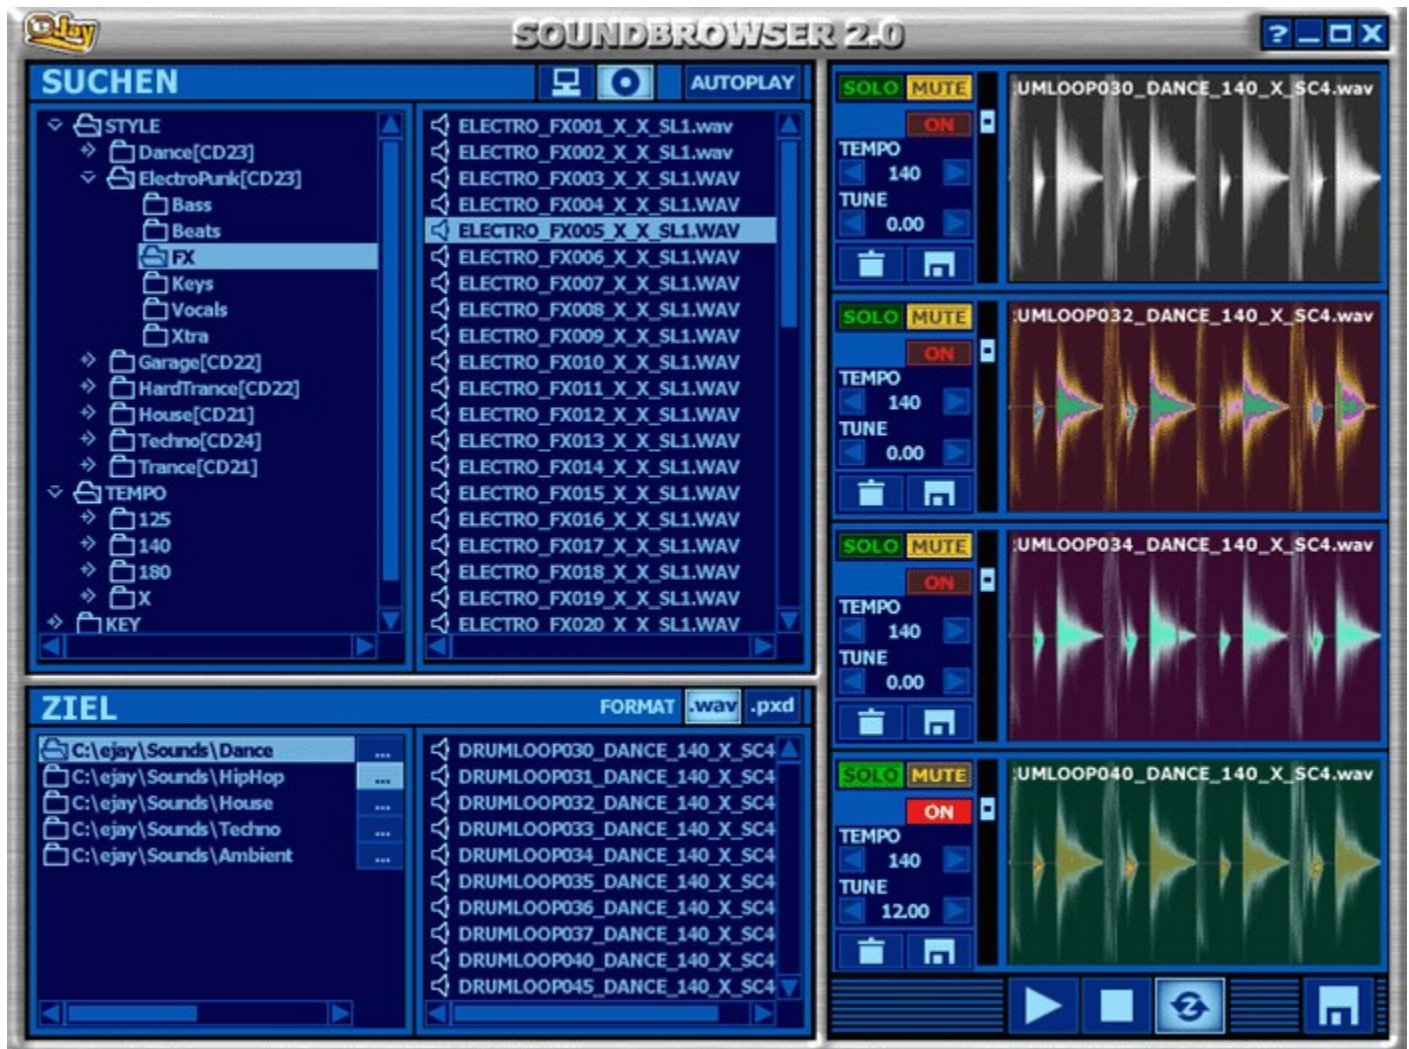 eJay
SOUNDBROWSER 2.0
?
SUCHEN
AUTOPLAY
STYLE
Dance[CD23]
ElectroPunk[CD23]
Bass
Beats
FX
Keys
Vocals
Xtra
Garage[CD22]
HardTrance[CD22]
House[CD21]
Techno[CD24]
Trance[CD21]
TEMPO
125
140
180
X
KEY
ELECTRO_FX001_X_X_SL1.wav
ELECTRO_FX002_X_X_SL1.wav
ELECTRO_FX003_X_X_SL1.WAV
ELECTRO_FX004_X_X_SL1.WAV
ELECTRO_FX005_X_X_SL1.WAV
ELECTRO_FX006_X_X_SL1.WAV
ELECTRO_FX007_X_X_SL1.WAV
ELECTRO_FX008_X_X_SL1.WAV
ELECTRO_FX009_X_X_SL1.WAV
ELECTRO_FX010_X_X_SL1.WAV
ELECTRO_FX011_X_X_SL1.WAV
ELECTRO_FX012_X_X_SL1.WAV
ELECTRO_FX013_X_X_SL1.WAV
ELECTRO_FX014_X_X_SL1.WAV
ELECTRO_FX015_X_X_SL1.WAV
ELECTRO_FX016_X_X_SL1.WAV
ELECTRO_FX017_X_X_SL1.WAV
ELECTRO_FX018_X_X_SL1.WAV
ELECTRO_FX019_X_X_SL1.WAV
ELECTRO_FX020_X_X_SL1.WAV
ZIEL
FORMAT .wav .pxd
C:\ejay\Sounds\Dance ...
C:\ejay\Sounds\HipHop ...
C:\ejay\Sounds\House ...
C:\ejay\Sounds\Techno ...
C:\ejay\Sounds\Ambient ...
DRUMLOOP030_DANCE_140_X_SC4
DRUMLOOP031_DANCE_140_X_SC4
DRUMLOOP032_DANCE_140_X_SC4
DRUMLOOP033_DANCE_140_X_SC4
DRUMLOOP034_DANCE_140_X_SC4
DRUMLOOP035_DANCE_140_X_SC4
DRUMLOOP036_DANCE_140_X_SC4
DRUMLOOP037_DANCE_140_X_SC4
DRUMLOOP040_DANCE_140_X_SC4
DRUMLOOP045_DANCE_140_X_SC4
SOLO MUTE
ON
TEMPO
140
TUNE
0.00
UMLOOP030_DANCE_140_X_SC4.wav
SOLO MUTE
ON
TEMPO
140
TUNE
0.00
UMLOOP032_DANCE_140_X_SC4.wav
SOLO MUTE
ON
TEMPO
140
TUNE
0.00
UMLOOP034_DANCE_140_X_SC4.wav
SOLO MUTE
ON
TEMPO
140
TUNE
12.00
UMLOOP040_DANCE_140_X_SC4.wav